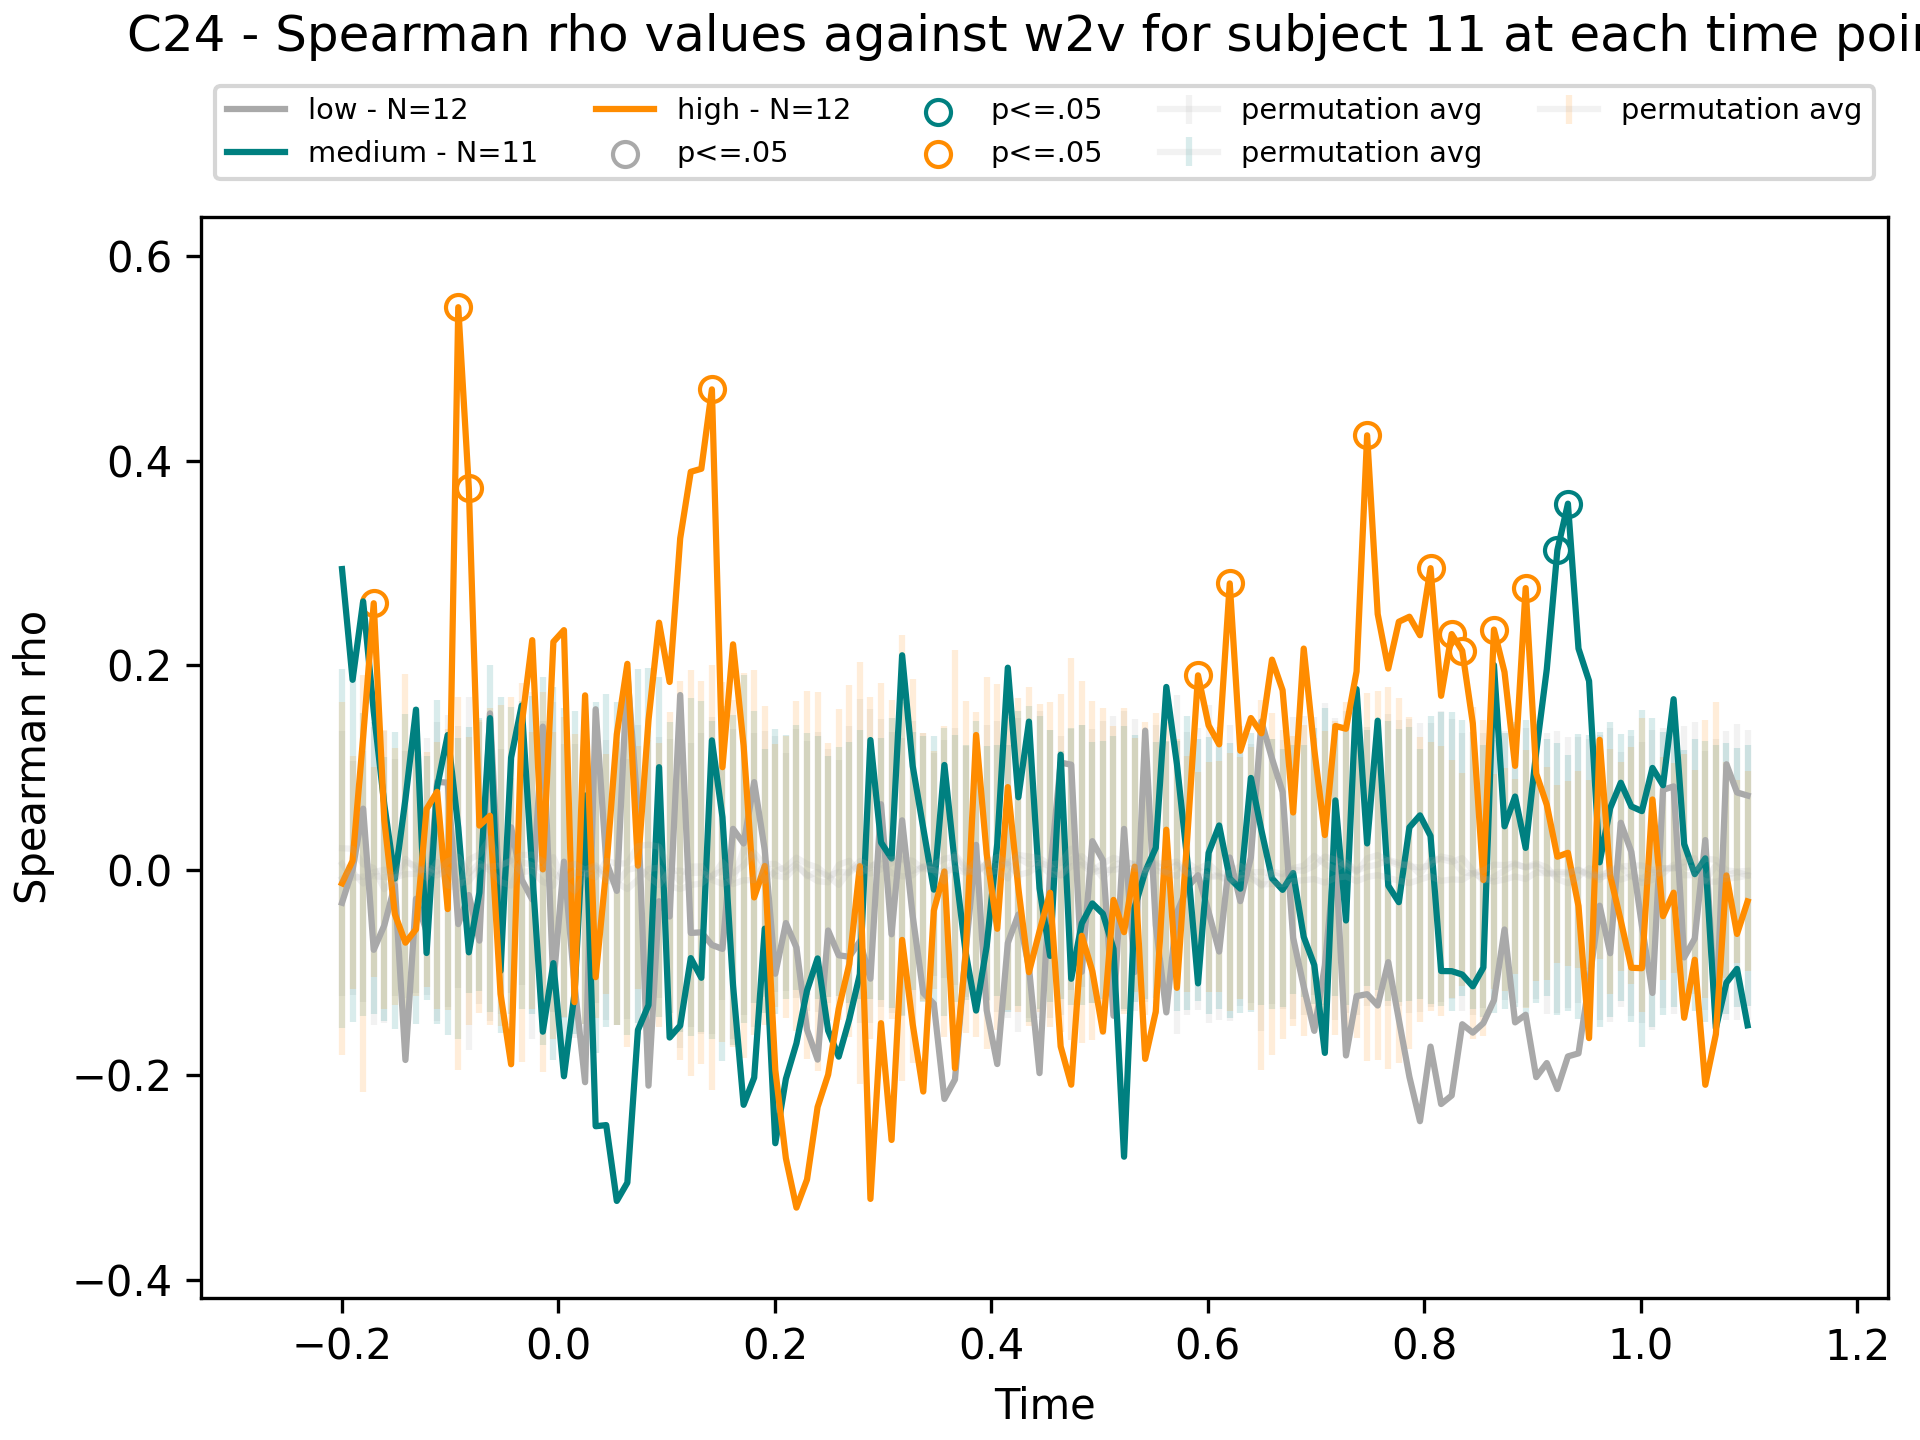 C24 - Spearman rho values against w2v for subject 11 at each time poi
low - N=12
medium - N=11
high - N=12
p<=.05
p<=.05
p<=.05
permutation avg
permutation avg
permutation avg
Spearman rho
0.6
0.4
0.2
0.0
−0.2
−0.4
−0.2 0.0 0.2 0.4 0.6 0.8 1.0 1.2
Time